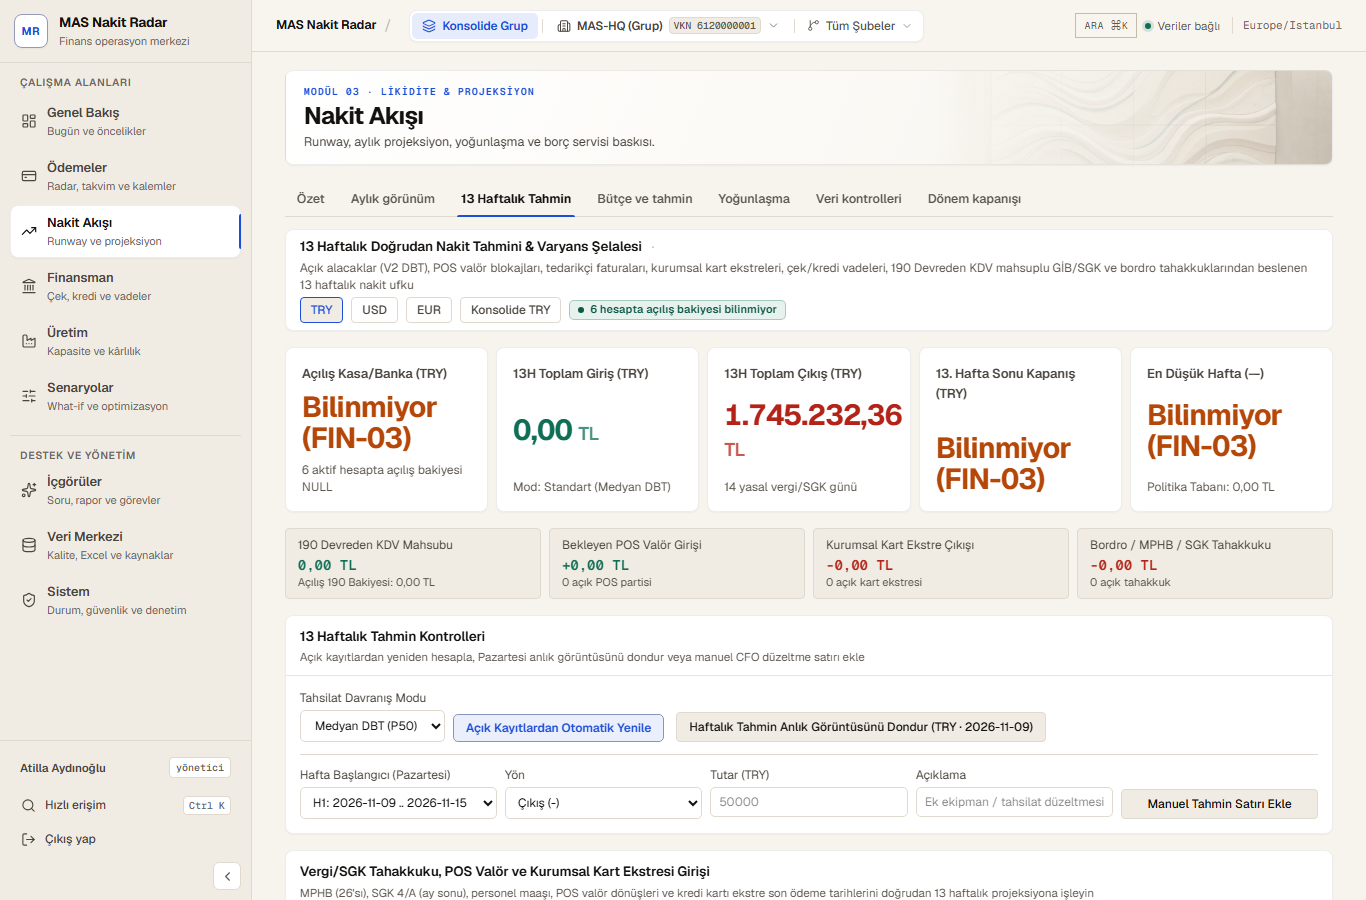 MR
MAS Nakit Radar
Finans operasyon merkezi
ÇALIŞMA ALANLARI
Genel Bakış
Bugün ve öncelikler
Ödemeler
Radar, takvim ve kalemler
Nakit Akışı
Runway ve projeksiyon
Finansman
Çek, kredi ve vadeler
Üretim
Kapasite ve kârlılık
Senaryolar
What-if ve optimizasyon
DESTEK VE YÖNETİM
İçgörüler
Soru, rapor ve görevler
Veri Merkezi
Kalite, Excel ve kaynaklar
Sistem
Durum, güvenlik ve denetim
Atilla Aydınoğlu yönetici
Hızlı erişim Ctrl K
Çıkış yap
MAS Nakit Radar / Konsolide Grup MAS-HQ (Grup) VKN 6120000001 Tüm Şubeler ARA ⌘K Veriler bağlı Europe/Istanbul
MODÜL 03 · LİKİDİTE & PROJEKSİYON
Nakit Akışı
Runway, aylık projeksiyon, yoğunlaşma ve borç servisi baskısı.
Özet Aylık görünüm 13 Haftalık Tahmin Bütçe ve tahmin Yoğunlaşma Veri kontrolleri Dönem kapanışı
13 Haftalık Doğrudan Nakit Tahmini & Varyans Şelalesi ·
Açık alacaklar (V2 DBT), POS valör blokajları, tedarikçi faturaları, kurumsal kart ekstreleri, çek/kredi vadeleri, 190 Devreden KDV mahsuplu GİB/SGK ve bordro tahakkuklarından beslenen
13 haftalık nakit ufku
TRY USD EUR Konsolide TRY 6 hesapta açılış bakiyesi bilinmiyor
Açılış Kasa/Banka (TRY)
Bilinmiyor
(FIN-03)
6 aktif hesapta açılış bakiyesi
NULL
13H Toplam Giriş (TRY)
0,00 TL
Mod: Standart (Medyan DBT)
13H Toplam Çıkış (TRY)
1.745.232,36
TL
14 yasal vergi/SGK günü
13. Hafta Sonu Kapanış
(TRY)
Bilinmiyor
(FIN-03)
En Düşük Hafta (—)
Bilinmiyor
(FIN-03)
Politika Tabanı: 0,00 TL
190 Devreden KDV Mahsubu
0,00 TL
Açılış 190 Bakiyesi: 0,00 TL
Bekleyen POS Valör Girişi
+0,00 TL
0 açık POS partisi
Kurumsal Kart Ekstre Çıkışı
-0,00 TL
0 açık kart ekstresi
Bordro / MPHB / SGK Tahakkuku
-0,00 TL
0 açık tahakkuk
13 Haftalık Tahmin Kontrolleri
Açık kayıtlardan yeniden hesapla, Pazartesi anlık görüntüsünü dondur veya manuel CFO düzeltme satırı ekle
Tahsilat Davranış Modu
Medyan DBT (P50) Açık Kayıtlardan Otomatik Yenile Haftalık Tahmin Anlık Görüntüsünü Dondur (TRY · 2026-11-09)
Hafta Başlangıcı (Pazartesi) Yön Tutar (TRY) Açıklama
H1: 2026-11-09 .. 2026-11-15 Çıkış (-) 50000 Ek ekipman / tahsilat düzeltmesi Manuel Tahmin Satırı Ekle
Vergi/SGK Tahakkuku, POS Valör ve Kurumsal Kart Ekstresi Girişi
MPHB (26'sı), SGK 4/A (ay sonu), personel maaşı, POS valör dönüşleri ve kredi kartı ekstre son ödeme tarihlerini doğrudan 13 haftalık projeksiyona işleyin